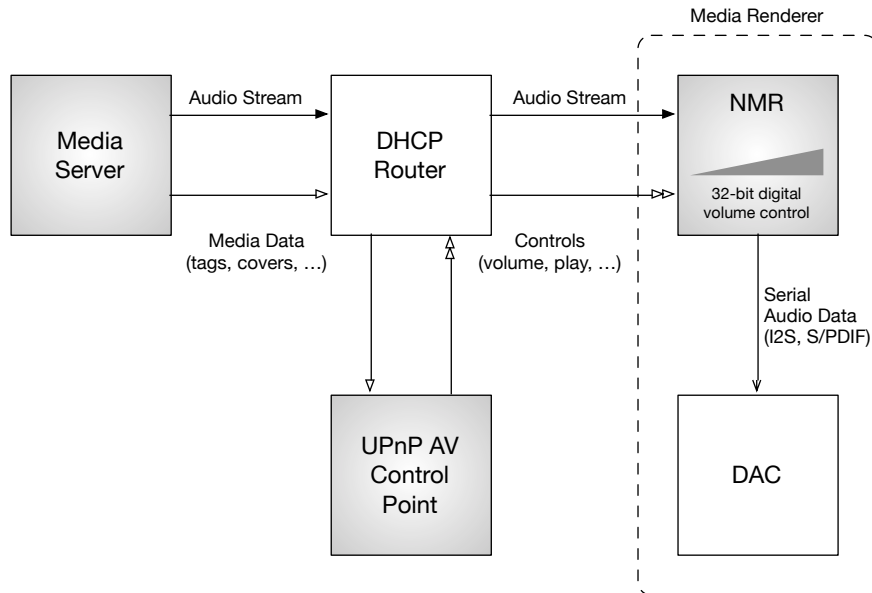 Media Renderer
Media
Server
Audio Stream
DHCP
Router
Audio Stream
NMR
32-bit digital
volume control
Media Data
(tags, covers, …)
Controls
(volume, play, …)
Serial
Audio Data
(I2S, S/PDIF)
UPnP AV
Control
Point
DAC